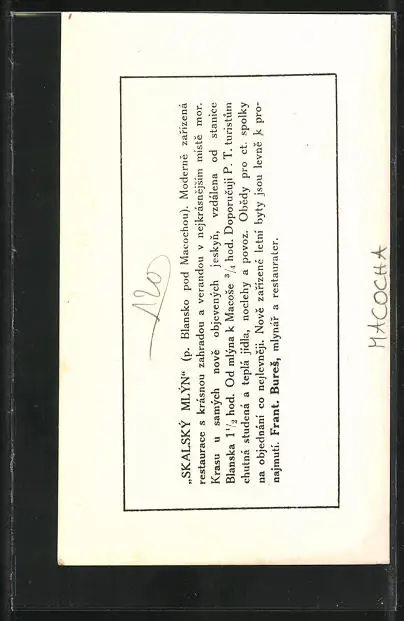 „SKALSKÝ MLÝN“ (p. Blansko pod Macochou). Moderně zařízená
restaurace s krásnou zahradou a verandou v nejkrásnějším místě mor.
Krasu u samých nově objevených jeskyň, vzdálena od stanice
Blanska 1¹/₂ hod. Od mlýna k Macoše ³/₄ hod. Doporučuji P. T. turistům
chutná studená a teplá jídla, noclehy a povoz. Obědy pro ct. spolky
na objednání co nejlevněji. Nově zařízené letní byty jsou levně k pro-
najmutí. Frant. Bureš, mlynář a restaurater.
120
MACOCHA